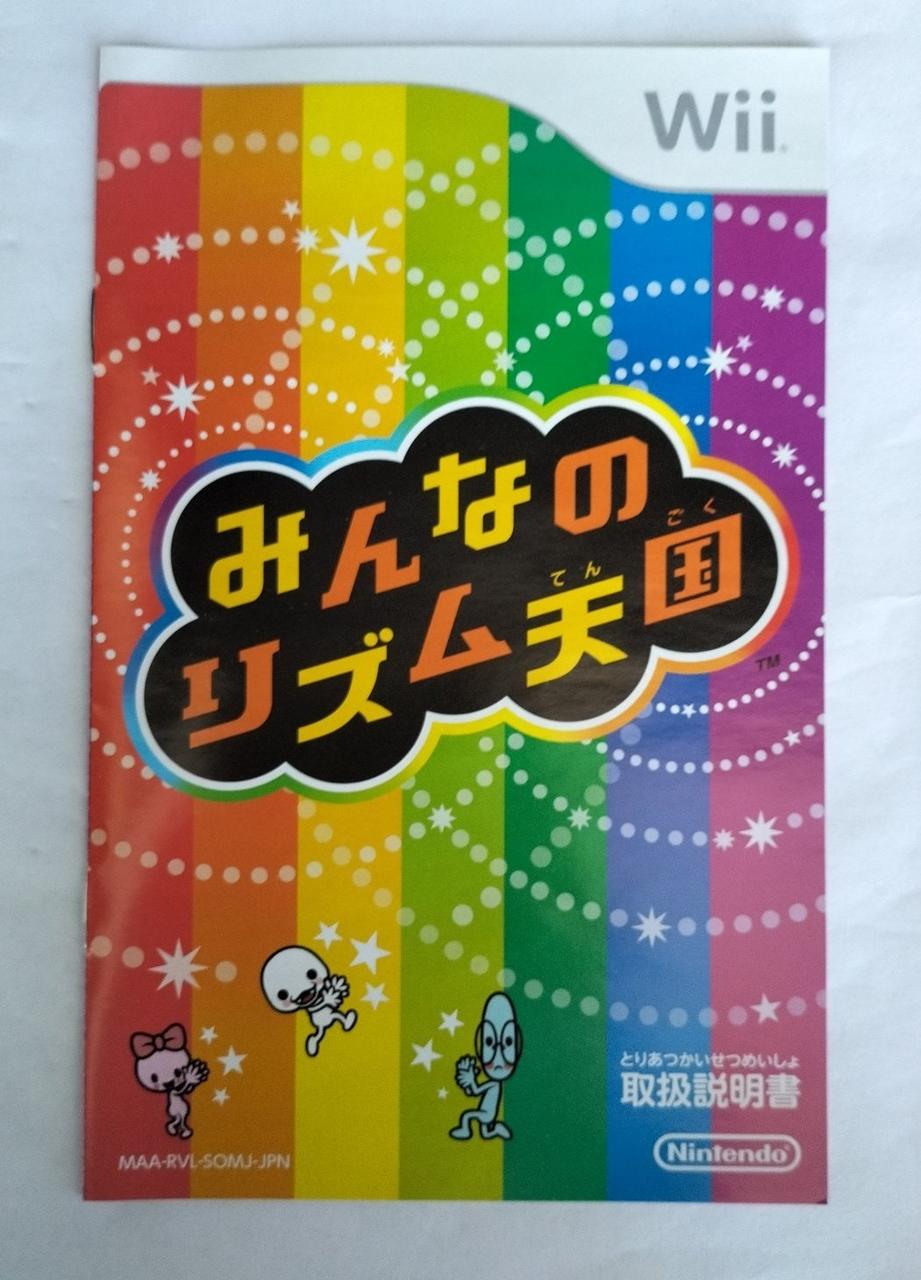 Wii
みんなの
ごく
てん
リズム天国
TM
とりあつかいせつめいしょ
取扱説明書
MAA-RVL-SOMJ-JPN
Nintendo